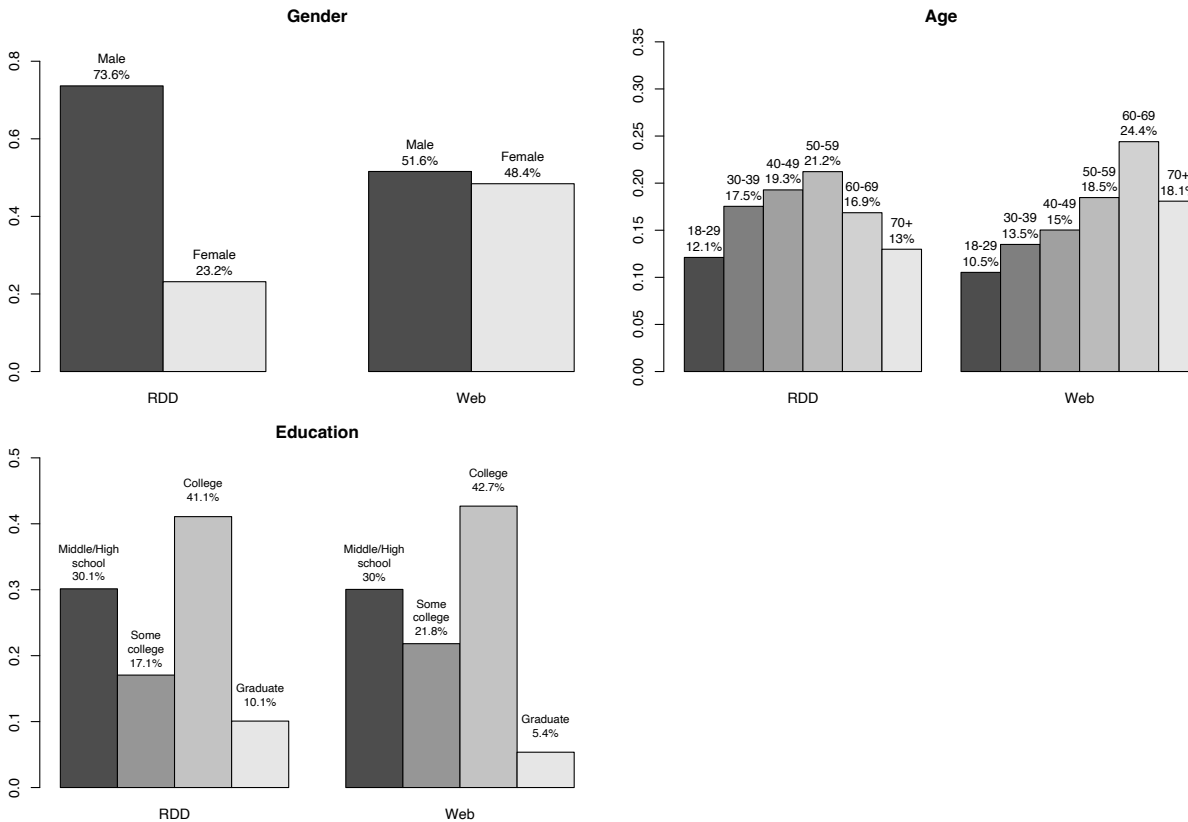 Gender
0.0
0.2
0.4
0.6
0.8
Male
73.6%
Female
23.2%
Male
51.6%
Female
48.4%
RDD
Web
Age
0.00
0.05
0.10
0.15
0.20
0.25
0.30
0.35
18-29
12.1%
30-39
17.5%
40-49
19.3%
50-59
21.2%
60-69
16.9%
70+
13%
18-29
10.5%
30-39
13.5%
40-49
15%
50-59
18.5%
60-69
24.4%
70+
18.1%
RDD
Web
Education
0.0
0.1
0.2
0.3
0.4
0.5
Middle/High
school
30.1%
Some
college
17.1%
College
41.1%
Graduate
10.1%
Middle/High
school
30%
Some
college
21.8%
College
42.7%
Graduate
5.4%
RDD
Web